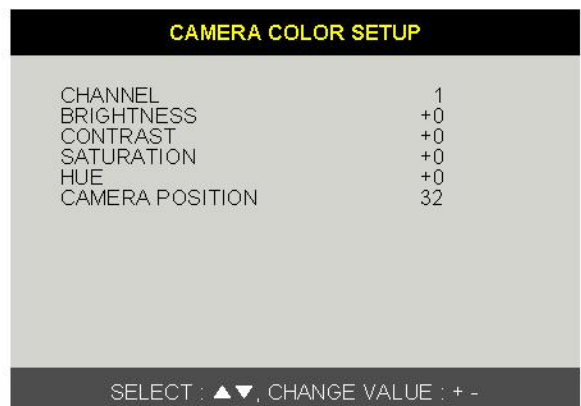 CAMERA COLOR SETUP
CHANNEL 1
BRIGHTNESS +0
CONTRAST +0
SATURATION +0
HUE +0
CAMERA POSITION 32
SELECT : ▲▼, CHANGE VALUE : + -